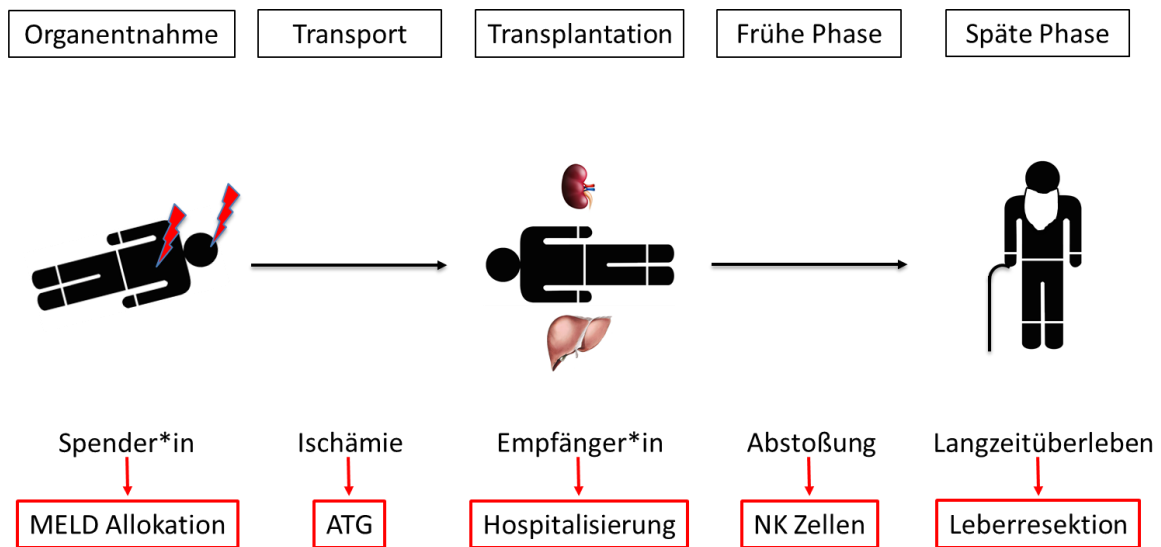 Organentnahme
Transport
Transplantation
Frühe Phase
Späte Phase
Spender*in
Ischämie
Empfänger*in
Abstoßung
Langzeitüberleben
MELD Allokation
ATG
Hospitalisierung
NK Zellen
Leberresektion